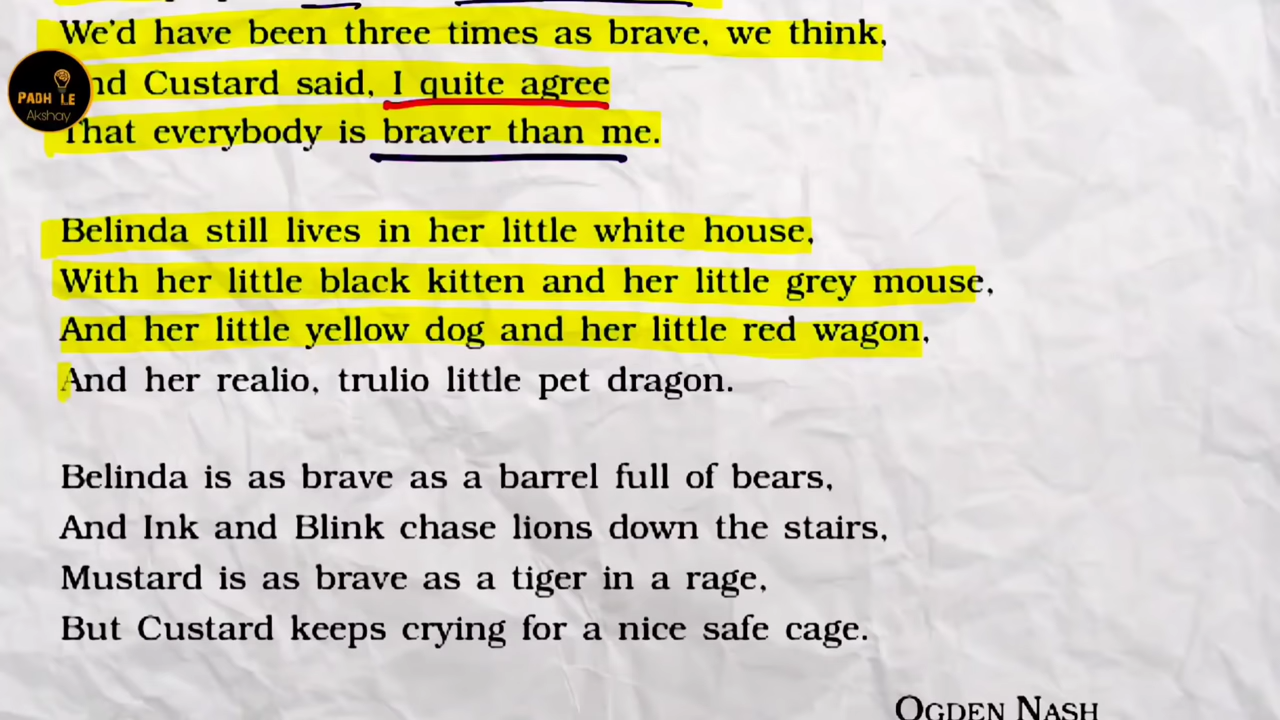 We'd have been three times as brave, we think,
And Custard said, I quite agree
That everybody is braver than me.
Belinda still lives in her little white house,
With her little black kitten and her little grey mouse,
And her little yellow dog and her little red wagon,
And her realio, trulio little pet dragon.
Belinda is as brave as a barrel full of bears,
And Ink and Blink chase lions down the stairs,
Mustard is as brave as a tiger in a rage,
But Custard keeps crying for a nice safe cage.
OGDEN NASH
PADH LE
Akshay